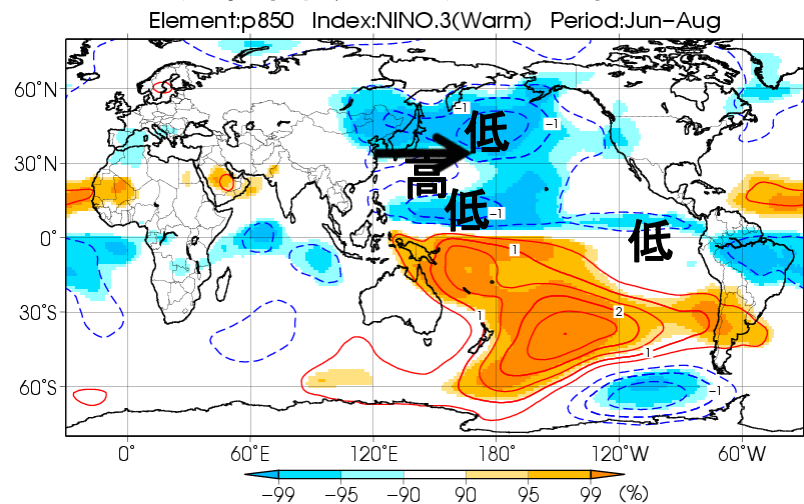 Element:p850 Index:NINO.3(Warm) Period:Jun-Aug
60°N
30°N
0°
30°S
60°S
-1
-1
低
高
低
-1
低
1
1
2
1
-1
0°
60°E
120°E
180°
120°W
60°W
-99 -95 -90 90 95 99 (%)